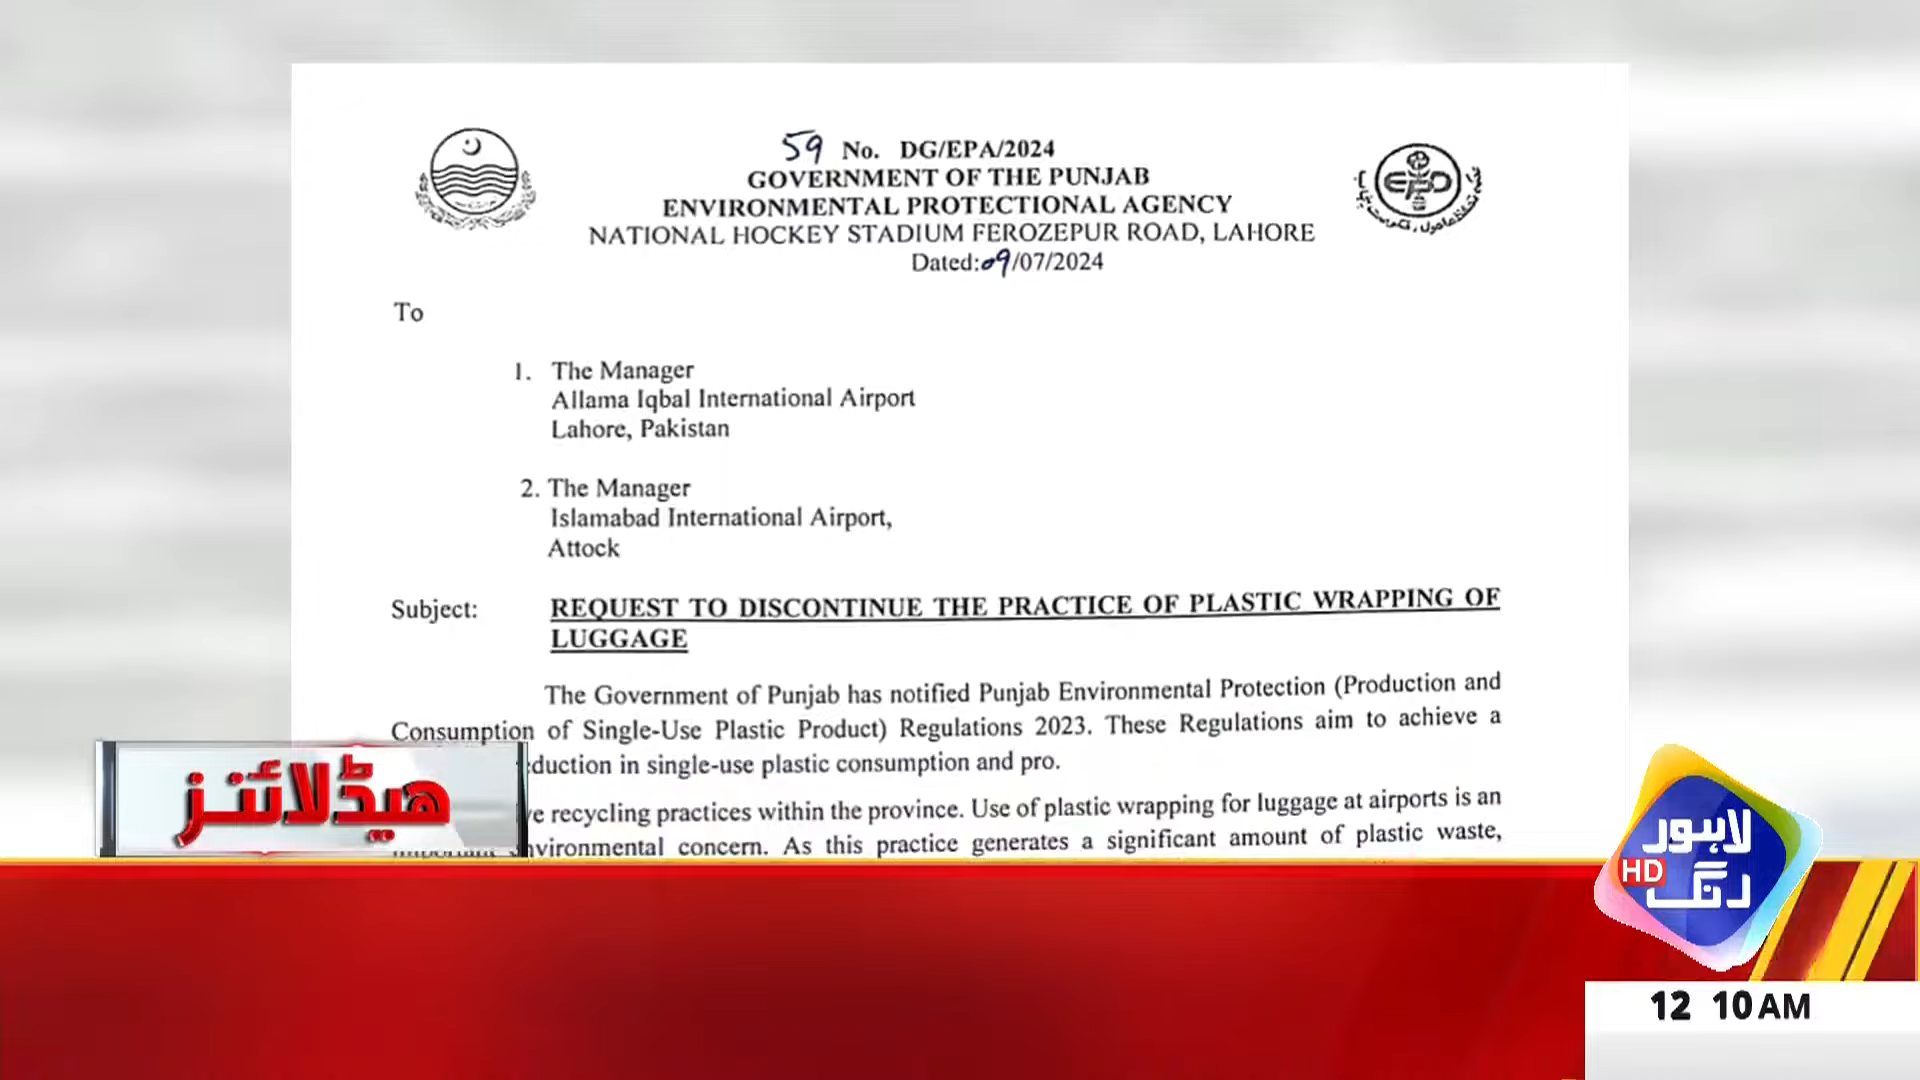 59 No. DG/EPA/2024
GOVERNMENT OF THE PUNJAB
ENVIRONMENTAL PROTECTIONAL AGENCY
NATIONAL HOCKEY STADIUM FEROZEPUR ROAD, LAHORE
Dated:09/07/2024
EPD
To
1. The Manager
Allama Iqbal International Airport
Lahore, Pakistan
2. The Manager
Islamabad International Airport,
Attock
Subject: REQUEST TO DISCONTINUE THE PRACTICE OF PLASTIC WRAPPING OF
LUGGAGE
The Government of Punjab has notified Punjab Environmental Protection (Production and
Consumption of Single-Use Plastic Product) Regulations 2023. These Regulations aim to achieve a
duction in single-use plastic consumption and pro.
e recycling practices within the province. Use of plastic wrapping for luggage at airports is an
vironmental concern. As this practice generates a significant amount of plastic waste,
ھیڈلائنز
لاہور
HD رنگ
12 10 AM